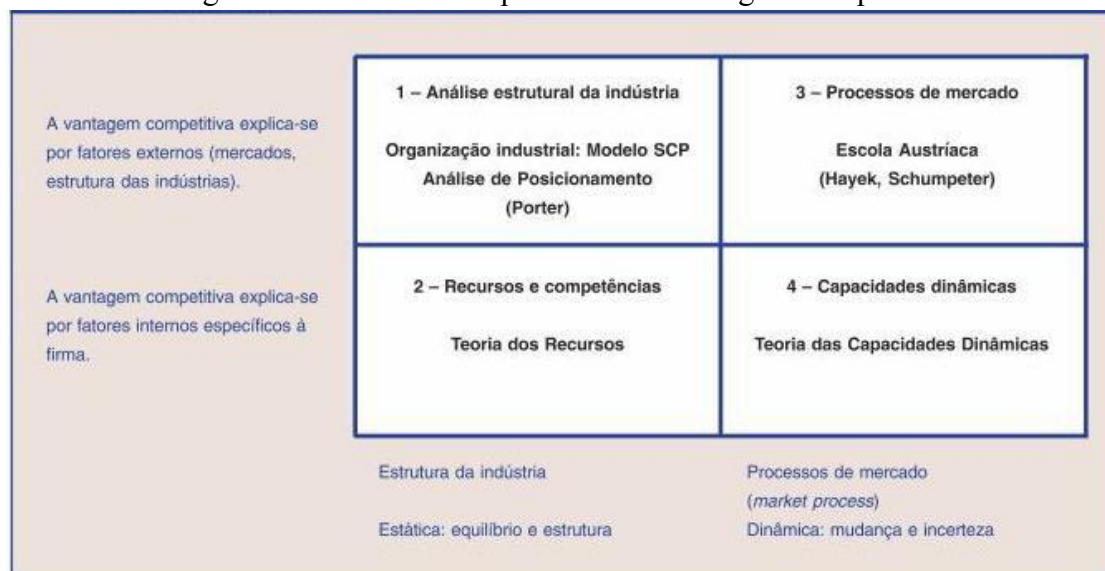 A vantagem competitiva explica-se
por fatores externos (mercados,
estrutura das indústrias).
1 – Análise estrutural da indústria
Organização industrial: Modelo SCP
Análise de Posicionamento
(Porter)
3 – Processos de mercado
Escola Austríaca
(Hayek, Schumpeter)
A vantagem competitiva explica-se
por fatores internos específicos à
firma.
2 – Recursos e competências
Teoria dos Recursos
4 – Capacidades dinâmicas
Teoria das Capacidades Dinâmicas
Estrutura da indústria
Estática: equilíbrio e estrutura
Processos de mercado
(market process)
Dinâmica: mudança e incerteza